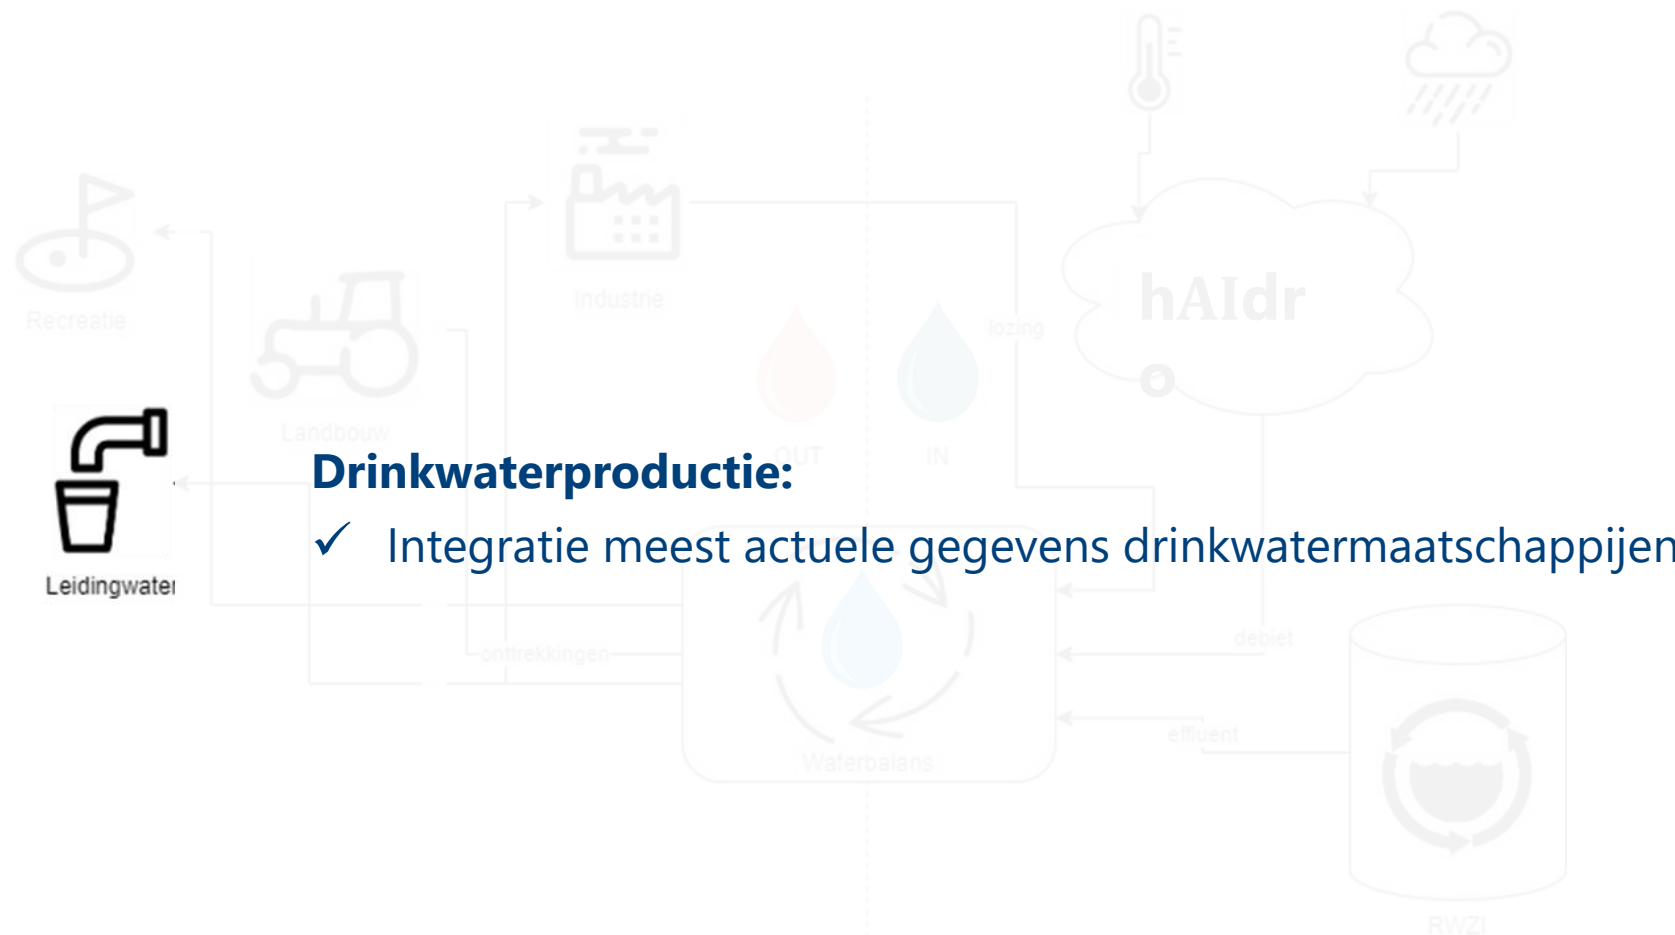 hAIdr
o
Industrie
Recreatie
lozing
Landbouw
OUT
IN
Drinkwaterproductie:
✓ Integratie meest actuele gegevens drinkwatermaatschappijen
Leidingwater
debiet
onttrekkingen
effluent
Waterbalans
RWZI